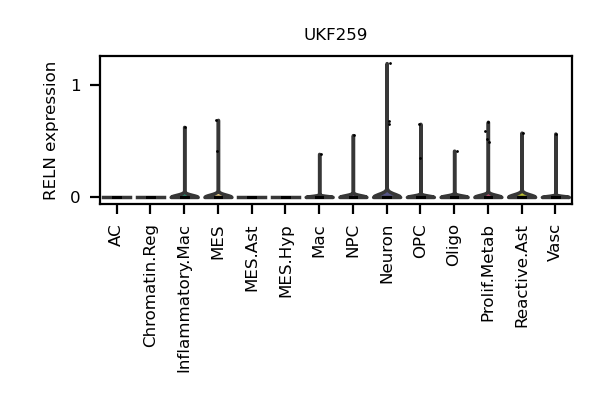 UKF259
RELN expression
1
0
AC
Chromatin.Reg
Inflammatory.Mac
MES
MES.Ast
MES.Hyp
Mac
NPC
Neuron
OPC
Oligo
Prolif.Metab
Reactive.Ast
Vasc